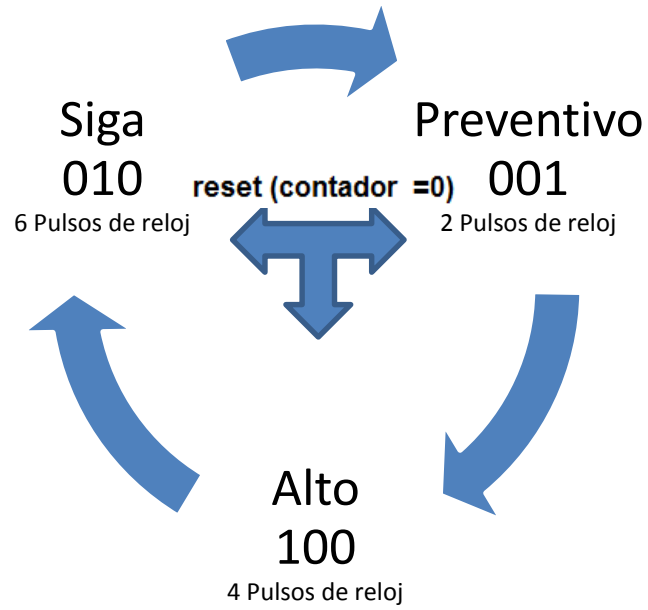 Siga
010
6 Pulsos de reloj
reset (contador =0)
Preventivo
001
2 Pulsos de reloj
Alto
100
4 Pulsos de reloj